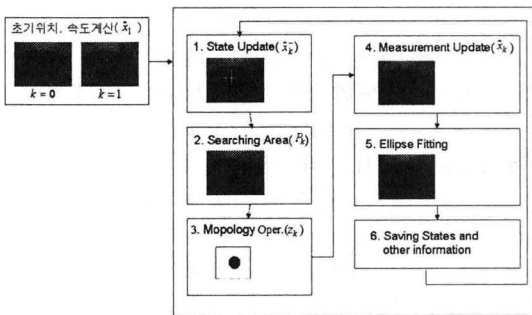 초기위치, 속도계산( x̂₁ )
k = 0
k = 1
1. State Update( x̂ₖ⁻ )
2. Searching Area( Pₖ )
3. Mopology Oper.( zₖ )
4. Measurement Update( x̂ₖ )
5. Ellipse Fitting
6. Saving States and
other information